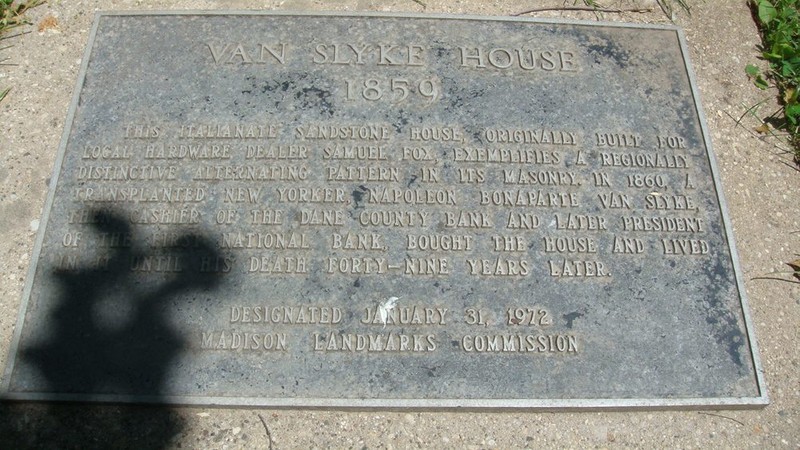 VAN SLYKE HOUSE
1859
THIS ITALIANATE SANDSTONE HOUSE, ORIGINALLY BUILT FOR
LOCAL HARDWARE DEALER SAMUEL FOX, EXEMPLIFIES A REGIONALLY
DISTINCTIVE ALTERNATING PATTERN IN ITS MASONRY. IN 1860, A
TRANSPLANTED NEW YORKER, NAPOLEON BONAPARTE VAN SLYKE,
THEN CASHIER OF THE DANE COUNTY BANK AND LATER PRESIDENT
OF THE FIRST NATIONAL BANK, BOUGHT THE HOUSE AND LIVED
IN IT UNTIL HIS DEATH FORTY-NINE YEARS LATER.
DESIGNATED JANUARY 31, 1972
MADISON LANDMARKS COMMISSION